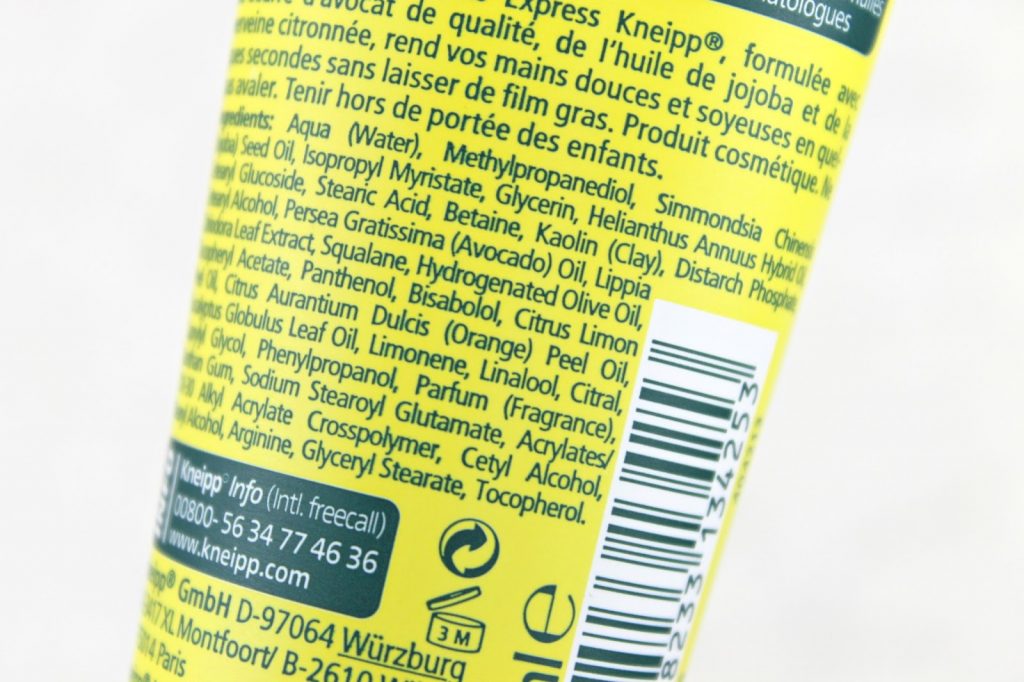 tologues
Express Kneipp®, formulée
d'avocat de qualité, de l'huile de jojoba et de
citronnée, rend vos mains douces et soyeuses en
secondes sans laisser de film gras. Produit cosmétique.
avaler. Tenir hors de portée des enfants.
Aqua (Water), Methylpropanediol, Simmondsia
Seed Oil, Isopropyl Myristate, Glycerin, Helianthus Annuus Hybrid
Glucoside, Stearic Acid, Betaine, Kaolin (Clay), Distarch
Alcohol, Persea Gratissima (Avocado) Oil, Lippia
Leaf Extract, Squalane, Hydrogenated Olive Oil,
Acetate, Panthenol, Bisabolol, Citrus Limon
Oil, Citrus Aurantium Dulcis (Orange) Peel Oil,
Globulus Leaf Oil, Limonene, Linalool, Citral,
Glycol, Phenylpropanol, Parfum (Fragrance),
Gum, Sodium Stearoyl Glutamate, Acrylates/
Alkyl Acrylate Crosspolymer, Cetyl Alcohol,
Alcohol, Arginine, Glyceryl Stearate, Tocopherol.
Kneipp® Info (Intl. freecall)
00800- 56 34 77 46 36
www.kneipp.com
3 M
GmbH D-97064 Würzburg
XL Montfoort/ B-2610
Paris
8233 134253